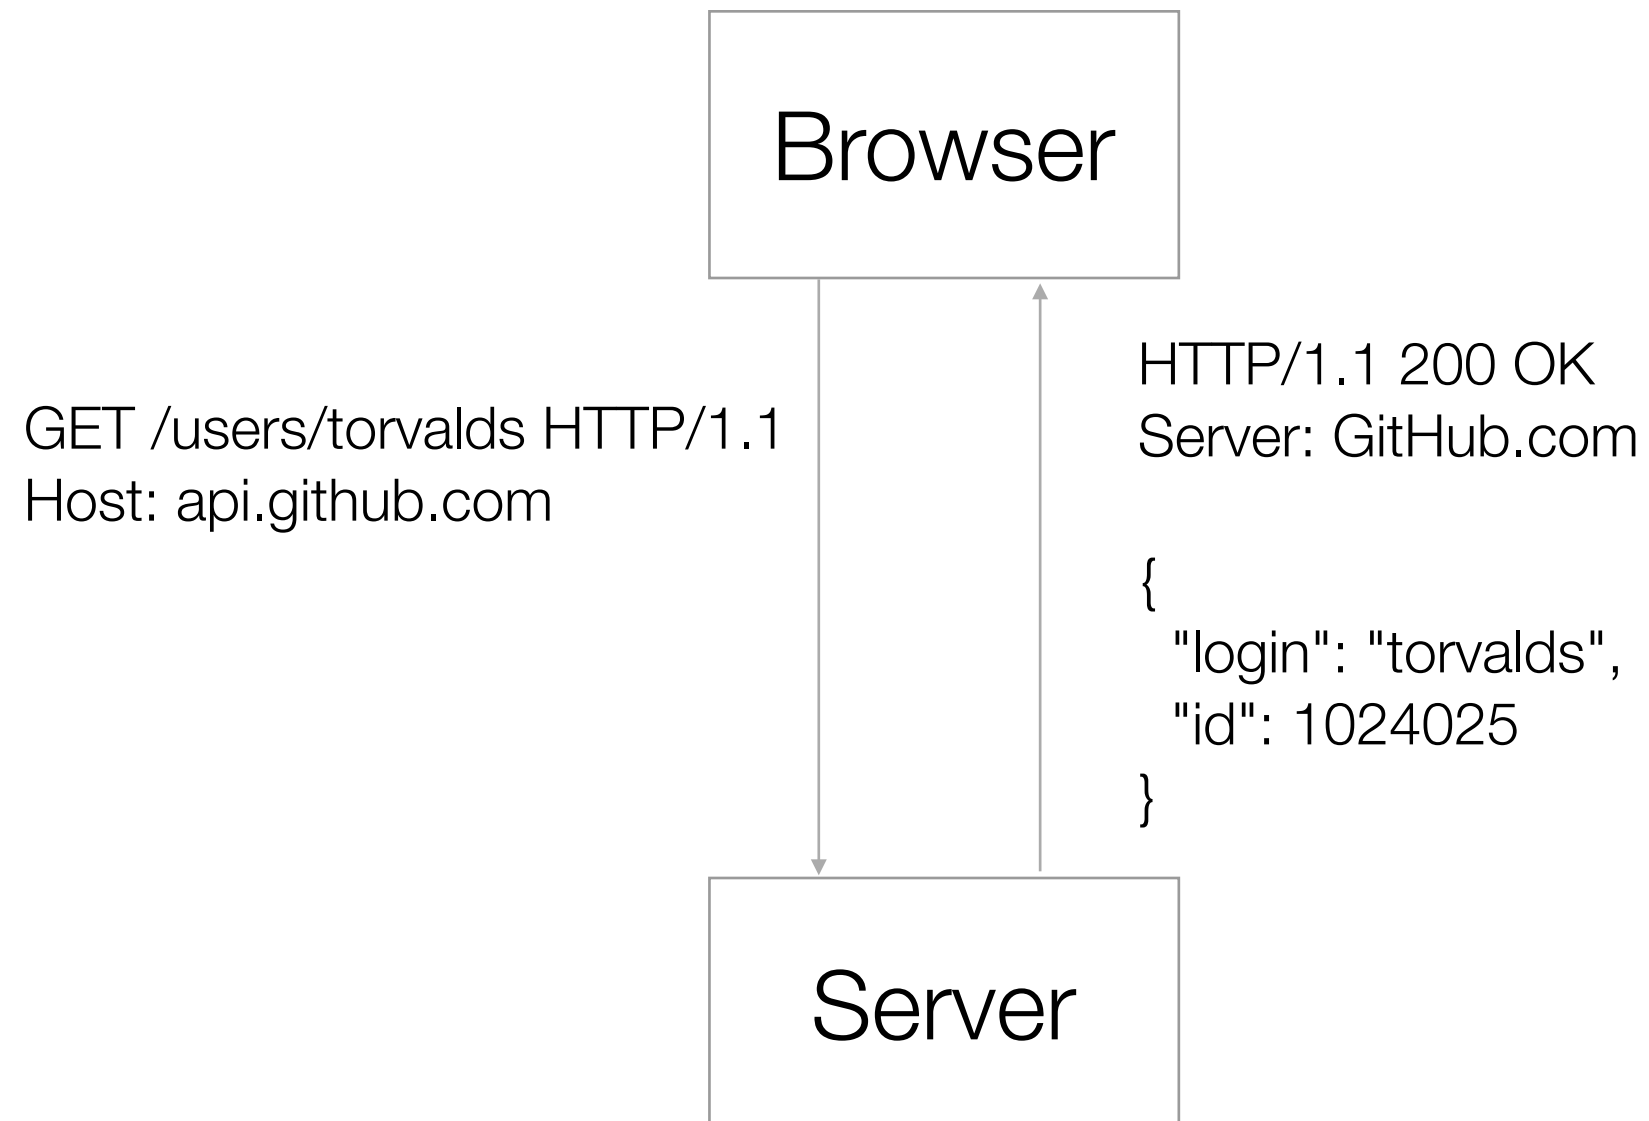 Browser
GET /users/torvalds HTTP/1.1
Host: api.github.com
HTTP/1.1 200 OK
Server: GitHub.com
{
"login": "torvalds",
"id": 1024025
}
Server